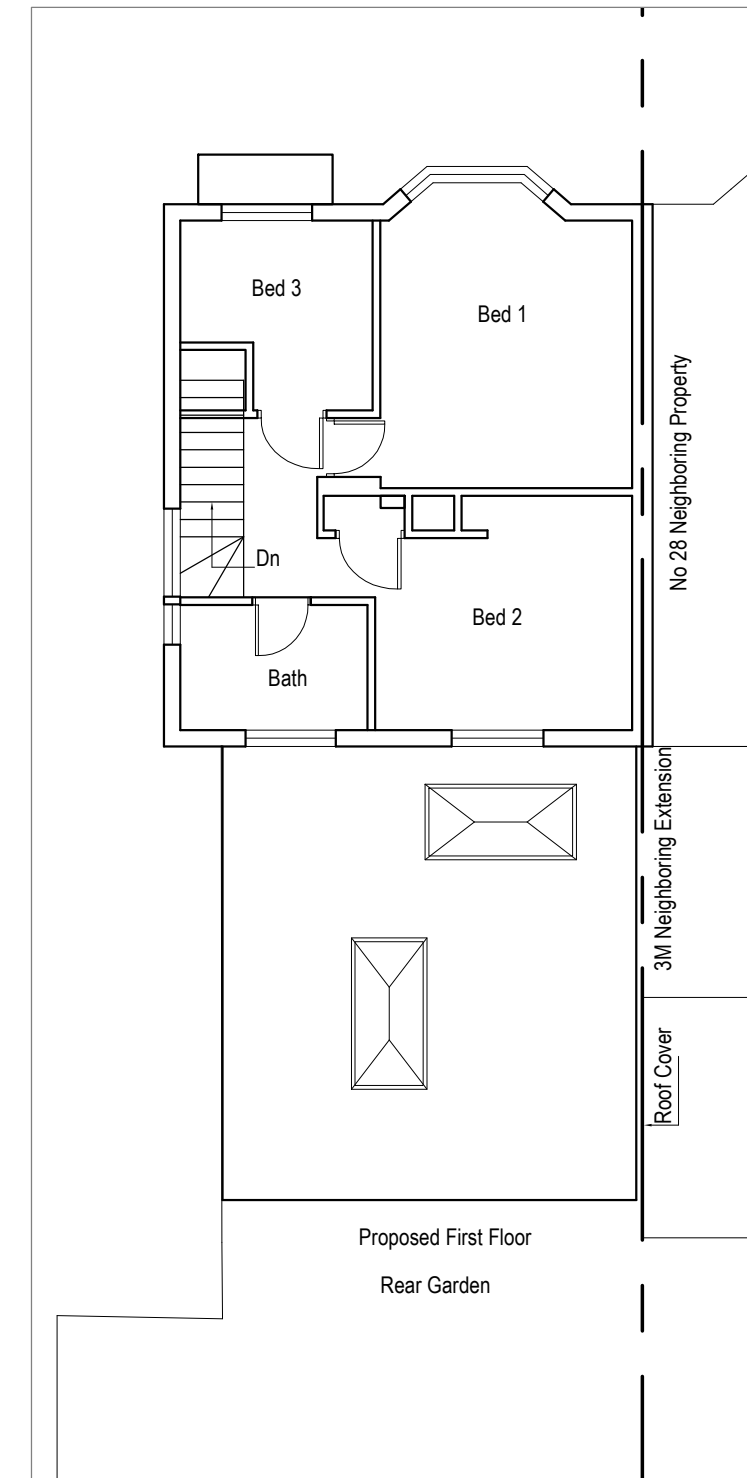 Bed 3
Bed 1
No 28 Neighboring Property
Dn
Bed 2
Bath
3M Neighboring Extension
Roof Cover
Proposed First Floor
Rear Garden